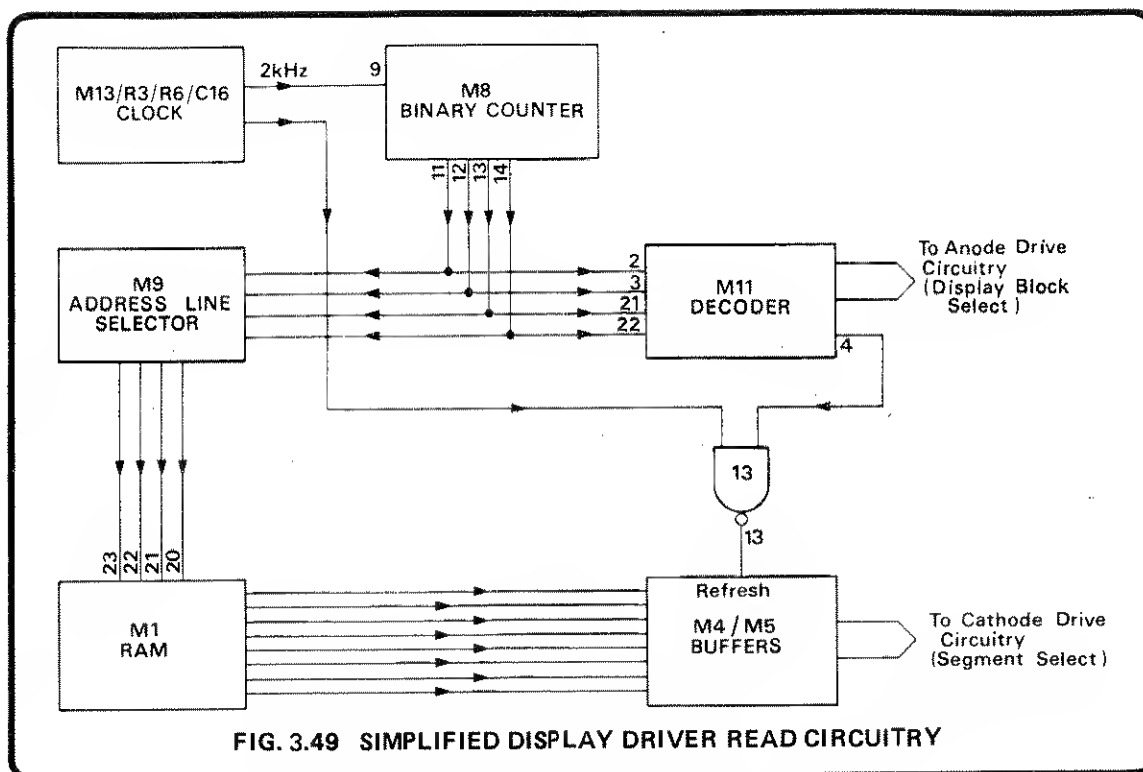 M13/R3/R6/C16
CLOCK
2kHz
9
M8
BINARY COUNTER
11
12
13
14
M9
ADDRESS LINE
SELECTOR
2
3
21
22
M11
DECODER
4
To Anode Drive
Circuitry
(Display Block
Select)
13
13
23
22
21
20
M1
RAM
Refresh
M4/M5
BUFFERS
To Cathode Drive
Circuitry
(Segment Select)
FIG. 3.49 SIMPLIFIED DISPLAY DRIVER READ CIRCUITRY